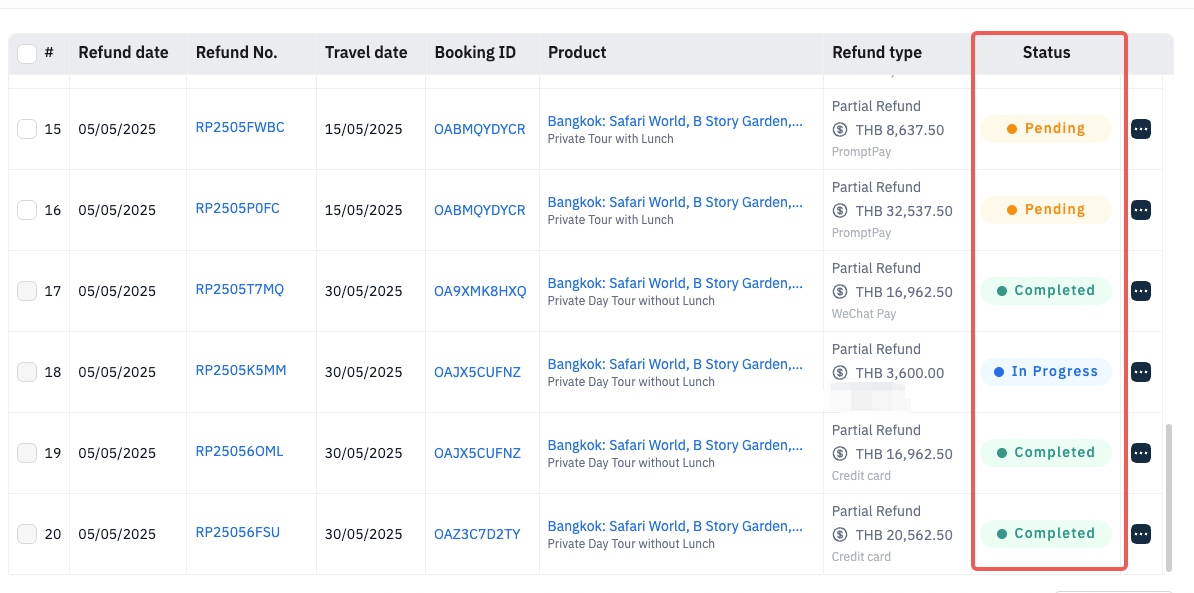 # Refund date Refund No. Travel date Booking ID Product Refund type Status
15 05/05/2025 RP2505FWBC 15/05/2025 OABMQYDYCR Bangkok: Safari World, B Story Garden,... Partial Refund Pending
Private Tour with Lunch THB 8,637.50
PromptPay
16 05/05/2025 RP2505P0FC 15/05/2025 OABMQYDYCR Bangkok: Safari World, B Story Garden,... Partial Refund Pending
Private Tour with Lunch THB 32,537.50
PromptPay
17 05/05/2025 RP2505T7MQ 30/05/2025 OA9XMK8HXQ Bangkok: Safari World, B Story Garden,... Partial Refund Completed
Private Day Tour without Lunch THB 16,962.50
WeChat Pay
18 05/05/2025 RP2505K5MM 30/05/2025 OAJX5CUFNZ Bangkok: Safari World, B Story Garden,... Partial Refund In Progress
Private Day Tour without Lunch THB 3,600.00
19 05/05/2025 RP25056OML 30/05/2025 OAJX5CUFNZ Bangkok: Safari World, B Story Garden,... Partial Refund Completed
Private Day Tour without Lunch THB 16,962.50
Credit card
20 05/05/2025 RP25056FSU 30/05/2025 OAZ3C7D2TY Bangkok: Safari World, B Story Garden,... Partial Refund Completed
Private Day Tour without Lunch THB 20,562.50
Credit card